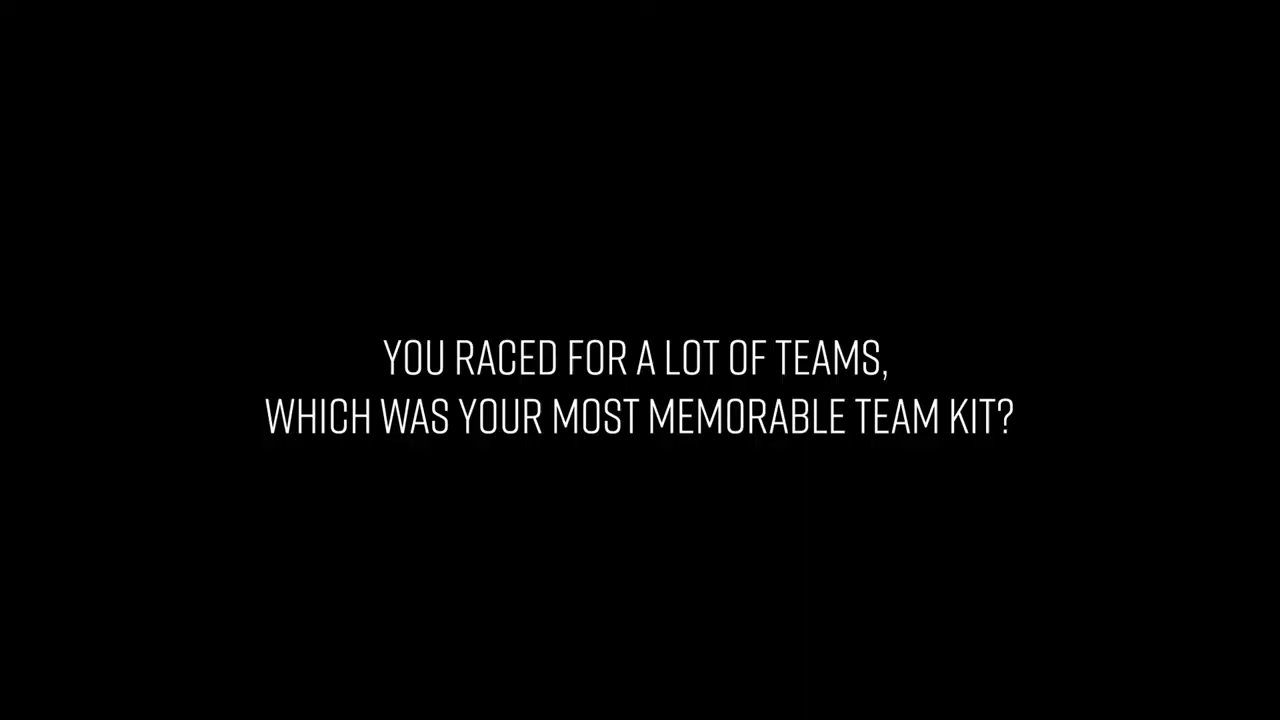 YOU RACED FOR A LOT OF TEAMS,
WHICH WAS YOUR MOST MEMORABLE TEAM KIT?